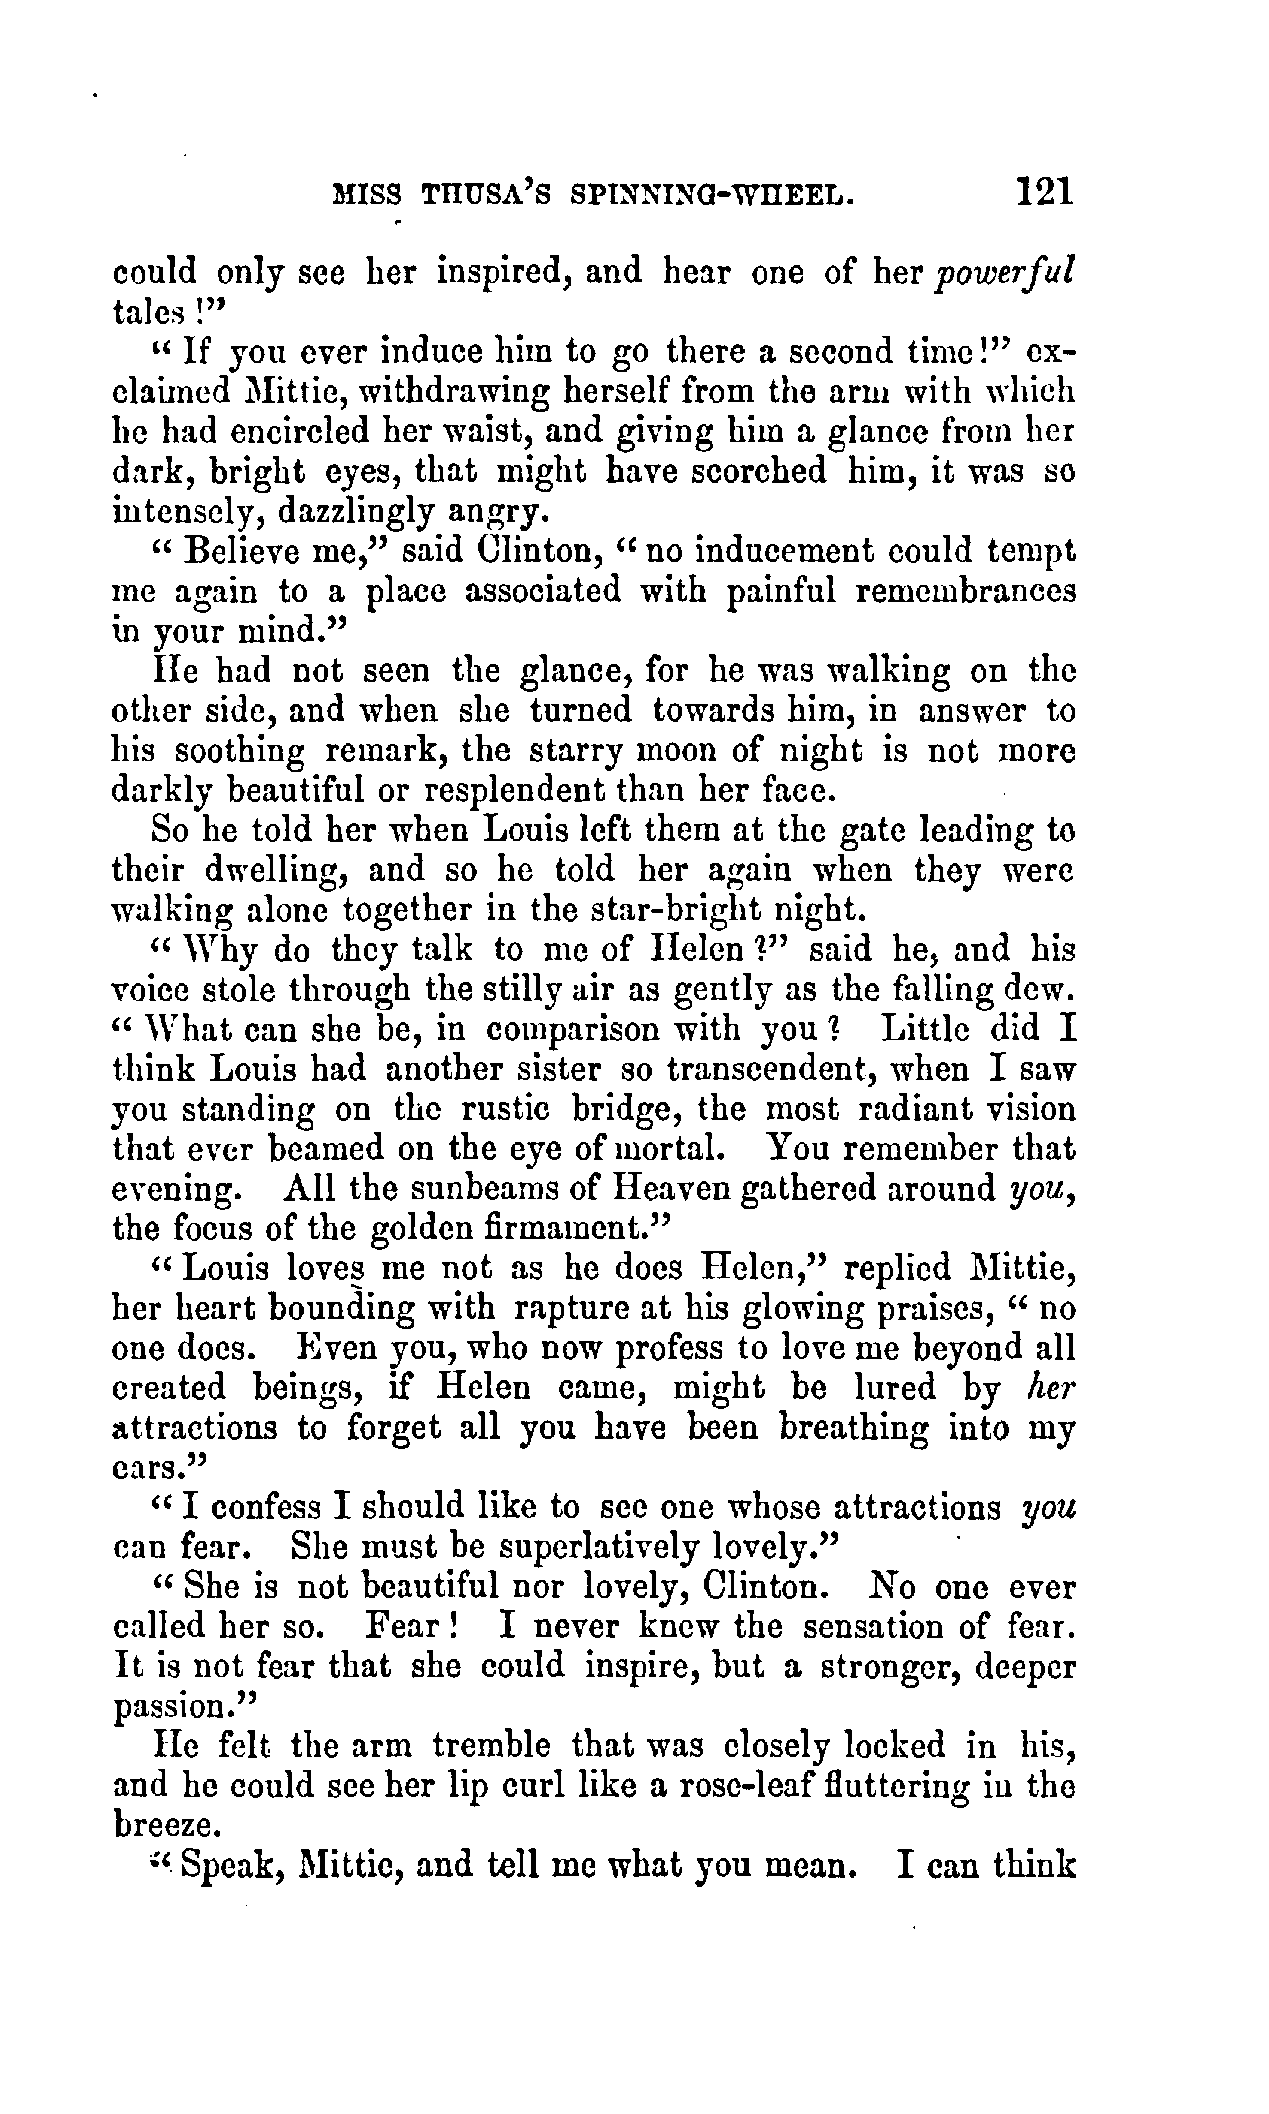 MISS THUSA'S SPINNING-WHEEL. 121
could only see her inspired, and hear one of her powerful
tales!"
"If you ever induce him to go there a second time!" ex-
claimed Mittie, withdrawing herself from the arm with which
he had encircled her waist, and giving him a glance from her
dark, bright eyes, that might have scorched him, it was so
intensely, dazzlingly angry.
"Believe me," said Clinton, "no inducement could tempt
me again to a place associated with painful remembrances
in your mind."
He had not seen the glance, for he was walking on the
other side, and when she turned towards him, in answer to
his soothing remark, the starry moon of night is not more
darkly beautiful or resplendent than her face.
So he told her when Louis left them at the gate leading to
their dwelling, and so he told her again when they were
walking alone together in the star-bright night.
"Why do they talk to me of Helen?" said he, and his
voice stole through the stilly air as gently as the falling dew.
"What can she be, in comparison with you? Little did I
think Louis had another sister so transcendent, when I saw
you standing on the rustic bridge, the most radiant vision
that ever beamed on the eye of mortal. You remember that
evening. All the sunbeams of Heaven gathered around you,
the focus of the golden firmament."
"Louis loves me not as he does Helen," replied Mittie,
her heart bounding with rapture at his glowing praises, "no
one does. Even you, who now profess to love me beyond all
created beings, if Helen came, might be lured by her
attractions to forget all you have been breathing into my
ears."
"I confess I should like to see one whose attractions you
can fear. She must be superlatively lovely."
"She is not beautiful nor lovely, Clinton. No one ever
called her so. Fear! I never knew the sensation of fear.
It is not fear that she could inspire, but a stronger, deeper
passion."
He felt the arm tremble that was closely locked in his,
and he could see her lip curl like a rose-leaf fluttering in the
breeze.
"Speak, Mittie, and tell me what you mean. I can think